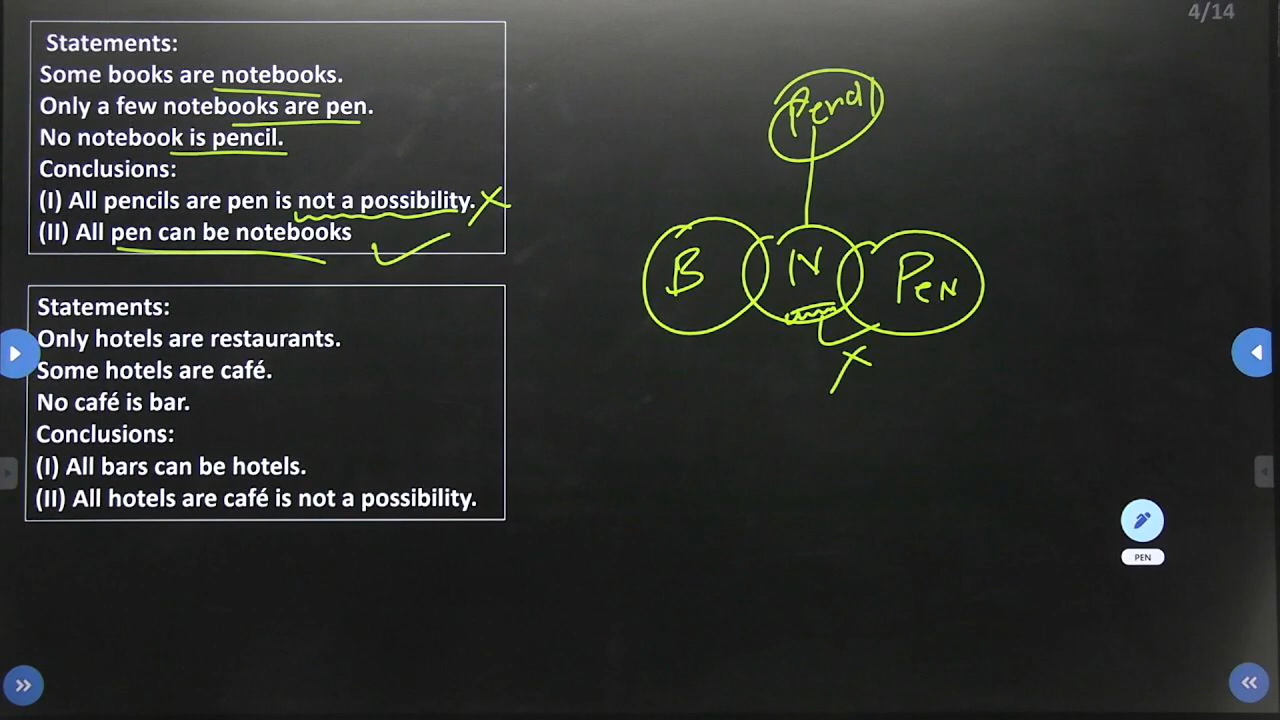 4/14
Statements:
Some books are notebooks.
Only a few notebooks are pen.
No notebook is pencil.
Conclusions:
(I) All pencils are pen is not a possibility.
(II) All pen can be notebooks
Statements:
Only hotels are restaurants.
Some hotels are café.
No café is bar.
Conclusions:
(I) All bars can be hotels.
(II) All hotels are café is not a possibility.
B
N
Pen
PEN